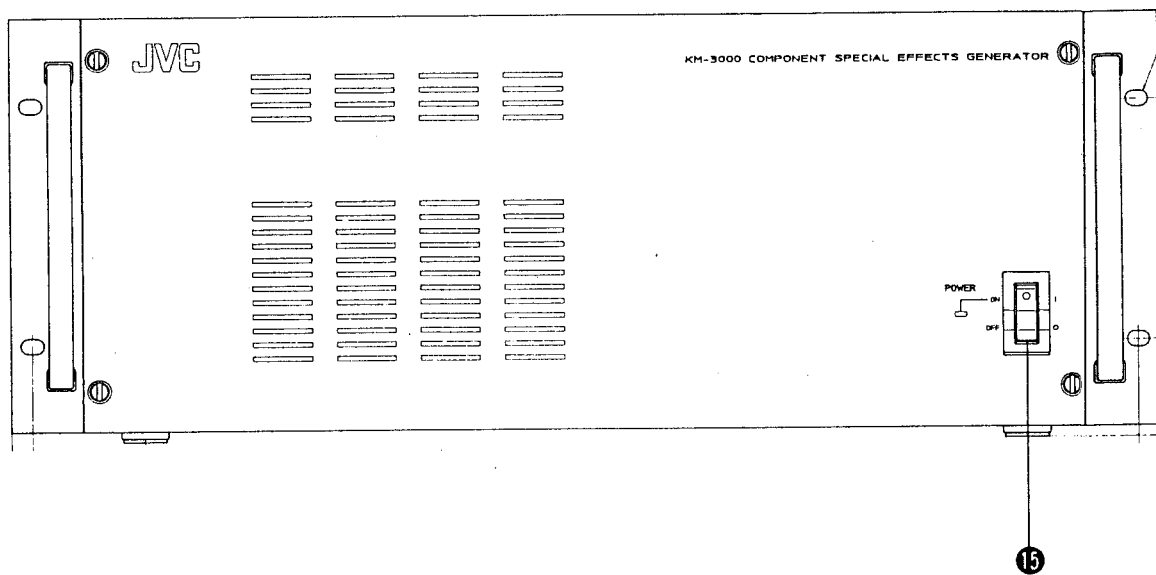 JVC
KM-3000 COMPONENT SPECIAL EFFECTS GENERATOR
POWER
ON
I
OFF
O
15